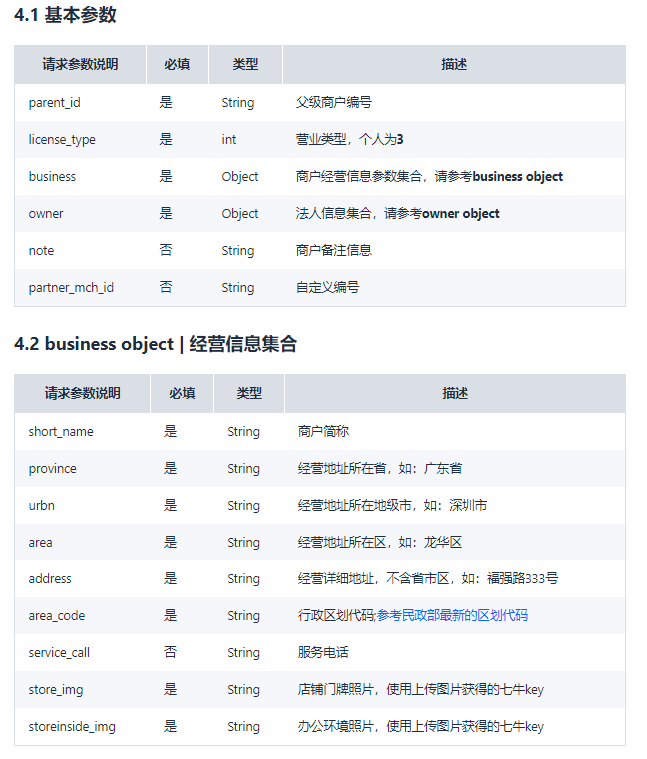 4.1 基本参数
请求参数说明 必填 类型 描述
parent_id 是 String 父级商户编号
license_type 是 int 营业类型，个人为3
business 是 Object 商户经营信息参数集合，请参考business object
owner 是 Object 法人信息集合，请参考owner object
note 否 String 商户备注信息
partner_mch_id 否 String 自定义编号
4.2 business object | 经营信息集合
请求参数说明 必填 类型 描述
short_name 是 String 商户简称
province 是 String 经营地址所在省，如：广东省
urbn 是 String 经营地址所在地级市，如：深圳市
area 是 String 经营地址所在区，如：龙华区
address 是 String 经营详细地址，不含省市区，如：福强路333号
area_code 是 String 行政区划代码;参考民政部最新的区划代码
service_call 否 String 服务电话
store_img 是 String 店铺门牌照片，使用上传图片获得的七牛key
storeinside_img 是 String 办公环境照片，使用上传图片获得的七牛key